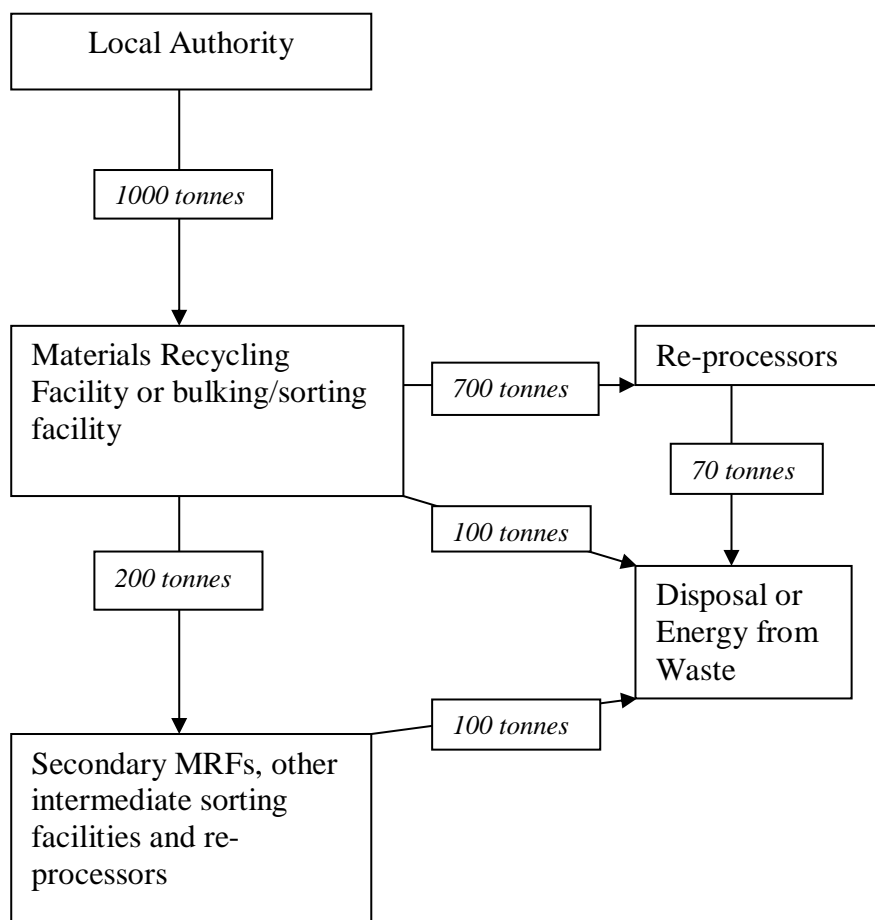 Local Authority
1000 tonnes
Materials Recycling
Facility or bulking/sorting
facility
700 tonnes
Re-processors
70 tonnes
100 tonnes
200 tonnes
Disposal or
Energy from
Waste
100 tonnes
Secondary MRFs, other
intermediate sorting
facilities and re-
processors